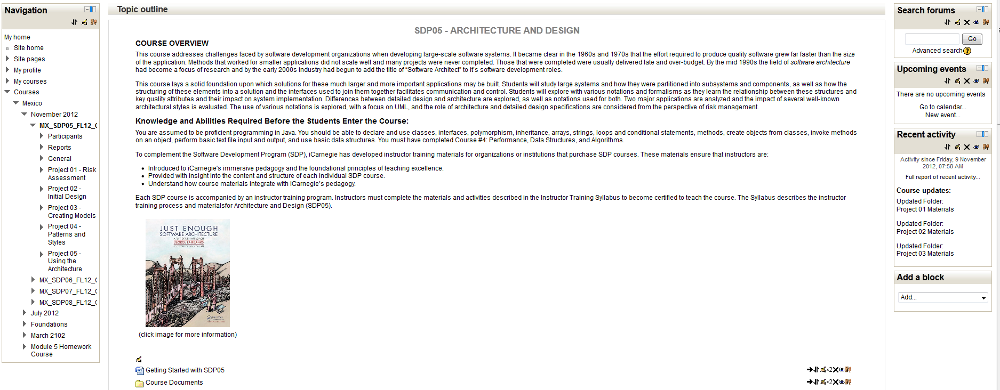 Navigation
My home
Site home
Site pages
My profile
My courses
Courses
Mexico
November 2012
MX_SDP05_FL12_
Participants
Reports
General
Project 01 - Risk
Assessment
Project 02 -
Initial Design
Project 03 -
Creating Models
Project 04 -
Patterns and
Styles
Project 05 -
Using the
Architecture
MX_SDP06_FL12_
MX_SDP07_FL12_
MX_SDP08_FL12_
July 2012
Foundations
March 2102
Module 5 Homework
Course
Topic outline
SDP05 - ARCHITECTURE AND DESIGN
COURSE OVERVIEW
This course addresses challenges faced by software development organizations when developing large-scale software systems. It became clear in the 1960s and 1970s that the effort required to produce quality software grew far faster than the size
of the application. Methods that worked for smaller applications did not scale well and many projects were never completed. Those that were completed were usually delivered late and over-budget. By the mid 1990s the field of software architecture
had become a focus of research and by the early 2000s industry had begun to add the title of “Software Architect” to it’s software development roles.
This course lays a solid foundation upon which solutions for these much larger and more important applications may be built. Students will study large systems and how they were partitioned into subsystems and components, as well as how the
structuring of these elements into a solution and the interfaces used to join them together facilitates communication and control. Students will explore with various notations and formalisms as they learn the relationship between these structures and
key quality attributes and their impact on system implementation. Differences between detailed design and architecture are explored, as well as notations used for both. Two major applications are analyzed and the impact of several well-known
architectural styles is evaluated. The use of various notations is explored, with a focus on UML, and the role of architecture and detailed design specifications are considered from the perspective of risk management.
Knowledge and Abilities Required Before the Students Enter the Course:
You are assumed to be proficient programming in Java. You should be able to declare and use classes, interfaces, polymorphism, inheritance, arrays, strings, loops and conditional statements, methods, create objects from classes, invoke methods
on an object, perform basic text file input and output, and use basic data structures. You must have completed Course #4: Performance, Data Structures, and Algorithms.
To complement the Software Development Program (SDP), iCarnegie has developed instructor training materials for organizations or institutions that purchase SDP courses. These materials ensure that instructors are:
Introduced to iCarnegie's immersive pedagogy and the foundational principles of teaching excellence.
Provided with insight into the content and structure of each individual SDP course.
Understand how course materials integrate with iCarnegie’s pedagogy.
Each SDP course is accompanied by an instructor training program. Instructors must complete the materials and activities described in the Instructor Training Syllabus to become certified to teach the course. The Syllabus describes the instructor
training process and materialsfor Architecture and Design (SDP05).
JUST ENOUGH
SOFTWARE ARCHITECTURE
A RISK-DRIVEN APPROACH
GEORGE FAIRBANKS
CRC Press
(click image for more information)
Getting Started with SDP05
×2
Course Documents
×2
Search forums
Go
Advanced search
Upcoming events
There are no upcoming events
Go to calendar...
New event...
Recent activity
Activity since Friday, 9 November
2012, 07:58 AM
Full report of recent activity...
Course updates:
Updated Folder:
Project 01 Materials
Updated Folder:
Project 02 Materials
Updated Folder:
Project 03 Materials
Add a block
Add...